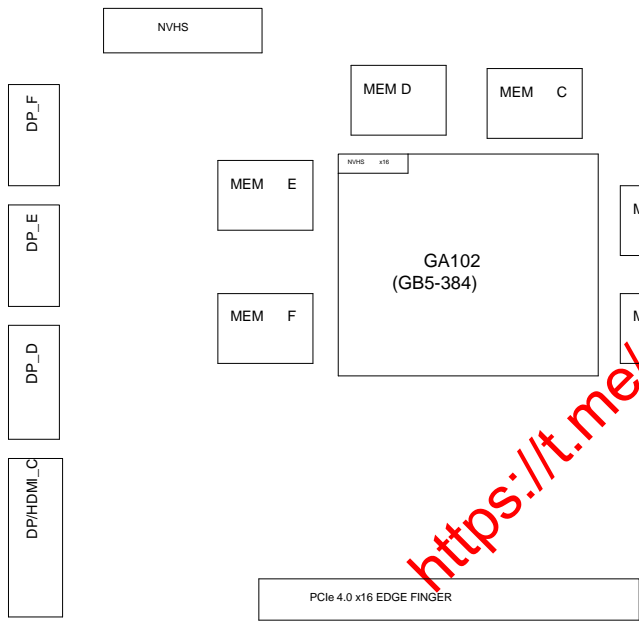 NVHS
MEM D
MEM C
DP_F
NVHS x16
MEM E
DP_E
GA102
(GB5-384)
MEM F
DP_D
https://t.me/
DP/HDMI_C
PCIe 4.0 x16 EDGE FINGER